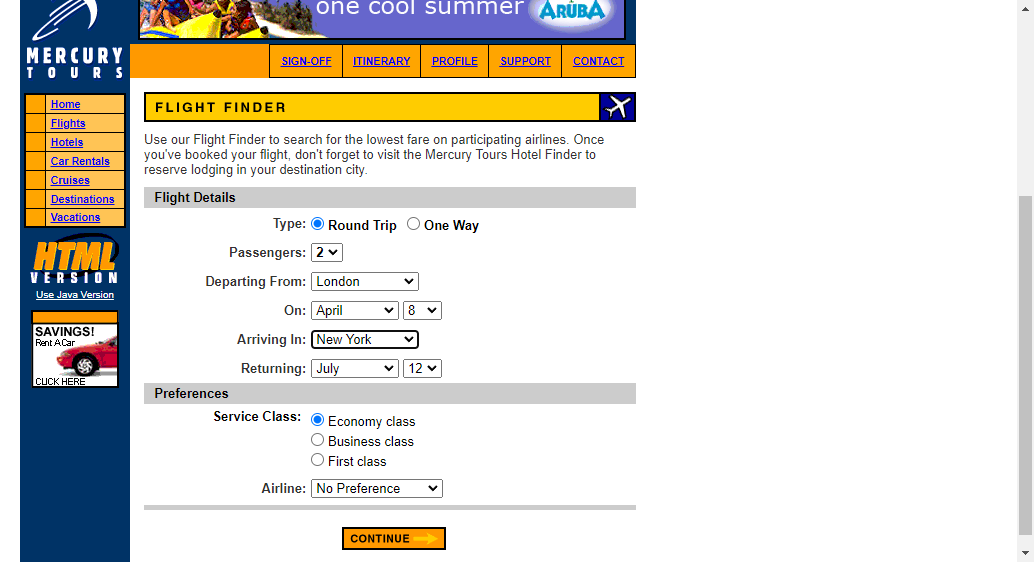 one cool summer ARUBA
MERCURY
TOURS
SIGN-OFF ITINERARY PROFILE SUPPORT CONTACT
Home
Flights
Hotels
Car Rentals
Cruises
Destinations
Vacations
HTML
VERSION
Use Java Version
SAVINGS!
Rent A Car
CLICK HERE
FLIGHT FINDER
Use our Flight Finder to search for the lowest fare on participating airlines. Once
you've booked your flight, don't forget to visit the Mercury Tours Hotel Finder to
reserve lodging in your destination city.
Flight Details
Type: Round Trip One Way
Passengers: 2
Departing From: London
On: April 8
Arriving In: New York
Returning: July 12
Preferences
Service Class: Economy class
Business class
First class
Airline: No Preference
CONTINUE